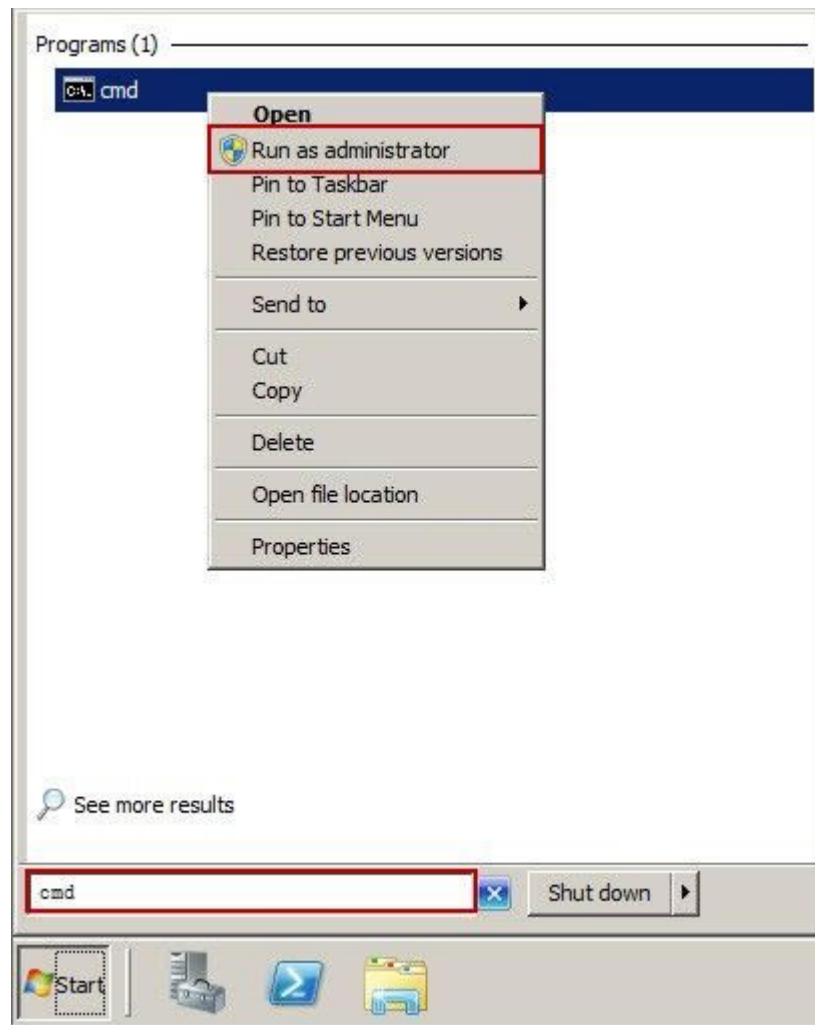 Programs (1)
C:\. cmd
Open
Run as administrator
Pin to Taskbar
Pin to Start Menu
Restore previous versions
Send to
Cut
Copy
Delete
Open file location
Properties
See more results
cmd
Shut down
Start